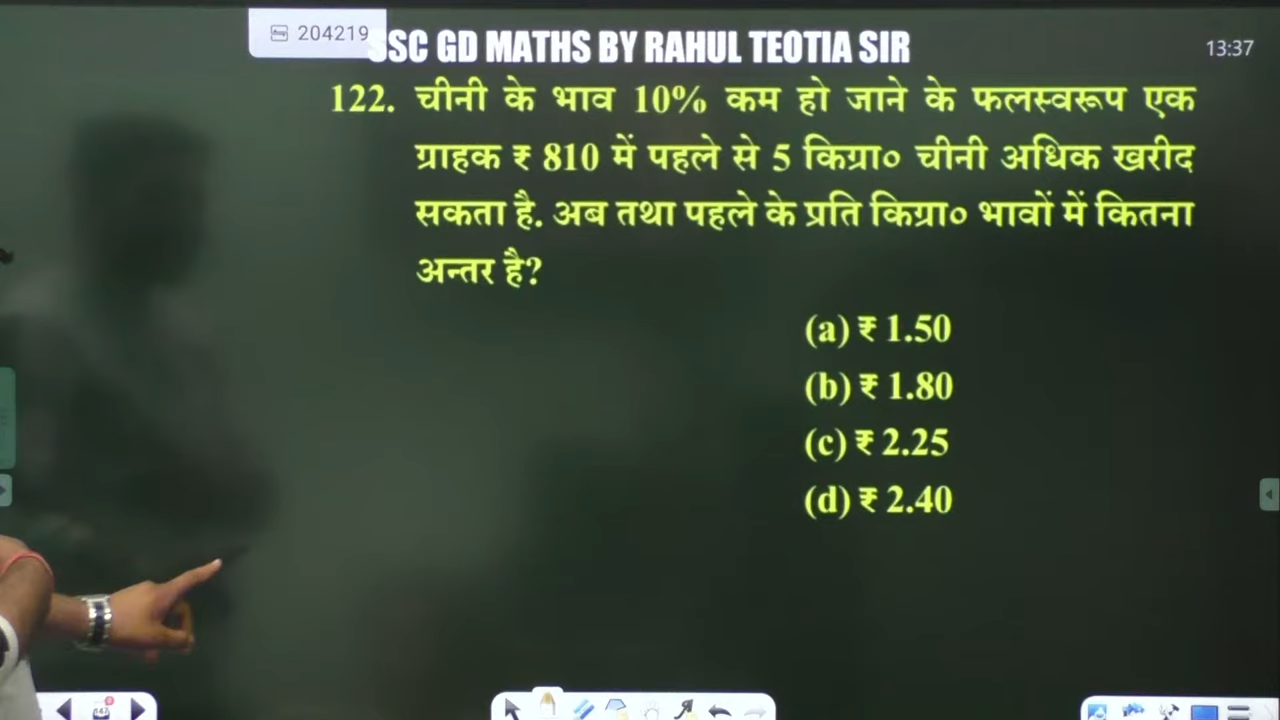 204219
SSC GD MATHS BY RAHUL TEOTIA SIR
13:37
122. चीनी के भाव 10% कम हो जाने के फलस्वरूप एक
ग्राहक ₹ 810 में पहले से 5 किग्रा० चीनी अधिक खरीद
सकता है. अब तथा पहले के प्रति किग्रा० भावों में कितना
अन्तर है?
(a) ₹ 1.50
(b) ₹ 1.80
(c) ₹ 2.25
(d) ₹ 2.40